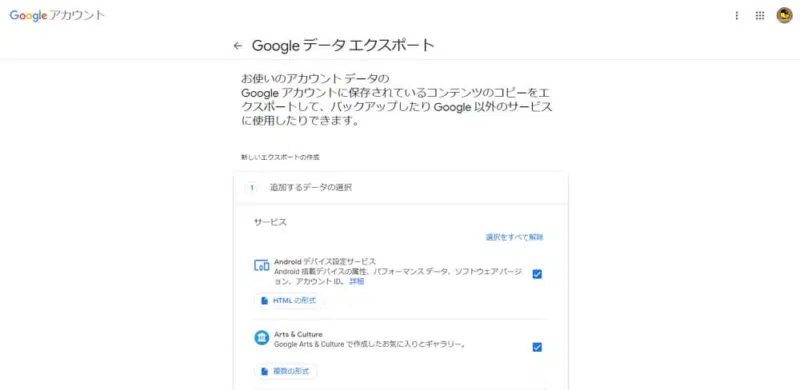 Google アカウント
Google データ エクスポート
お使いのアカウント データの
Google アカウントに保存されているコンテンツのコピーをエ
クスポートして、バックアップしたり Google 以外のサービス
に使用したりできます。
新しいエクスポートの作成
1 追加するデータの選択
サービス
選択をすべて解除
Android デバイス設定サービス
Android 搭載デバイスの属性、パフォーマンス データ、ソフトウェア バージ
ョン、アカウント ID。 詳細
HTML の形式
Arts & Culture
Google Arts & Culture で作成したお気に入りとギャラリー。
複数の形式